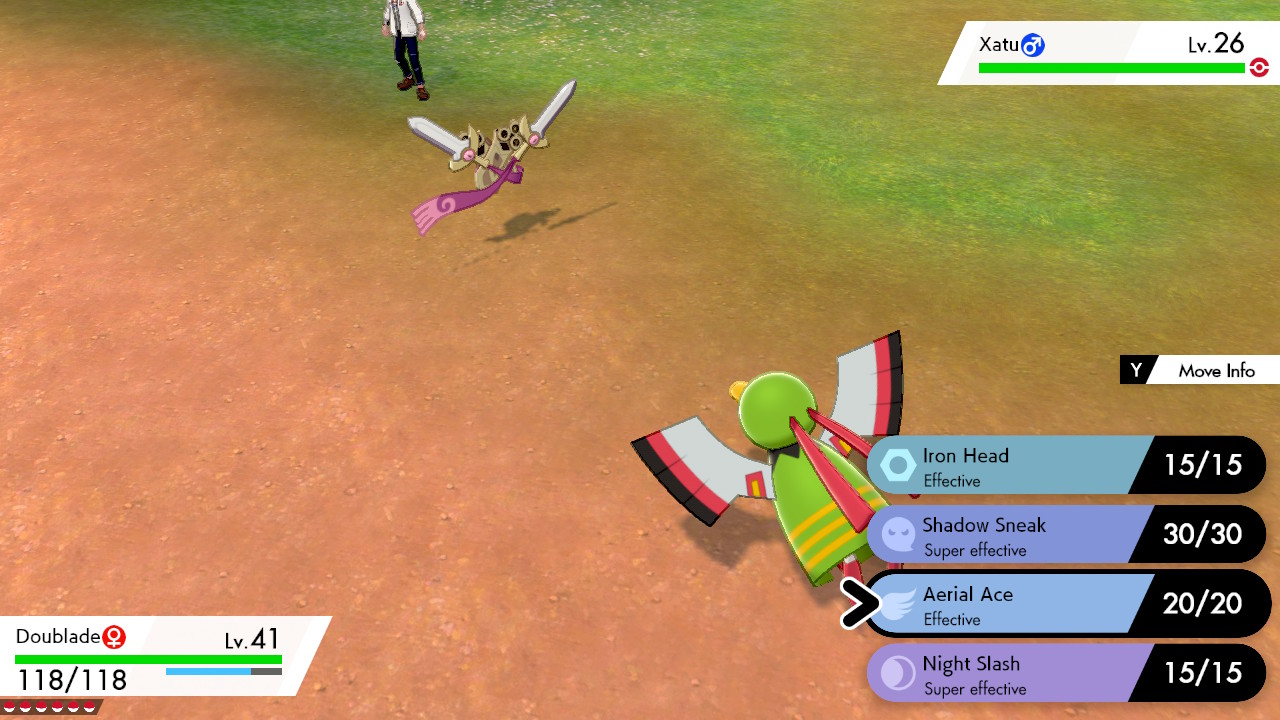 Xatu♂ Lv.26
Y Move Info
Iron Head 15/15
Effective
Shadow Sneak 30/30
Super effective
Aerial Ace 20/20
Effective
Night Slash 15/15
Super effective
Doublade♀ Lv.41
118/118